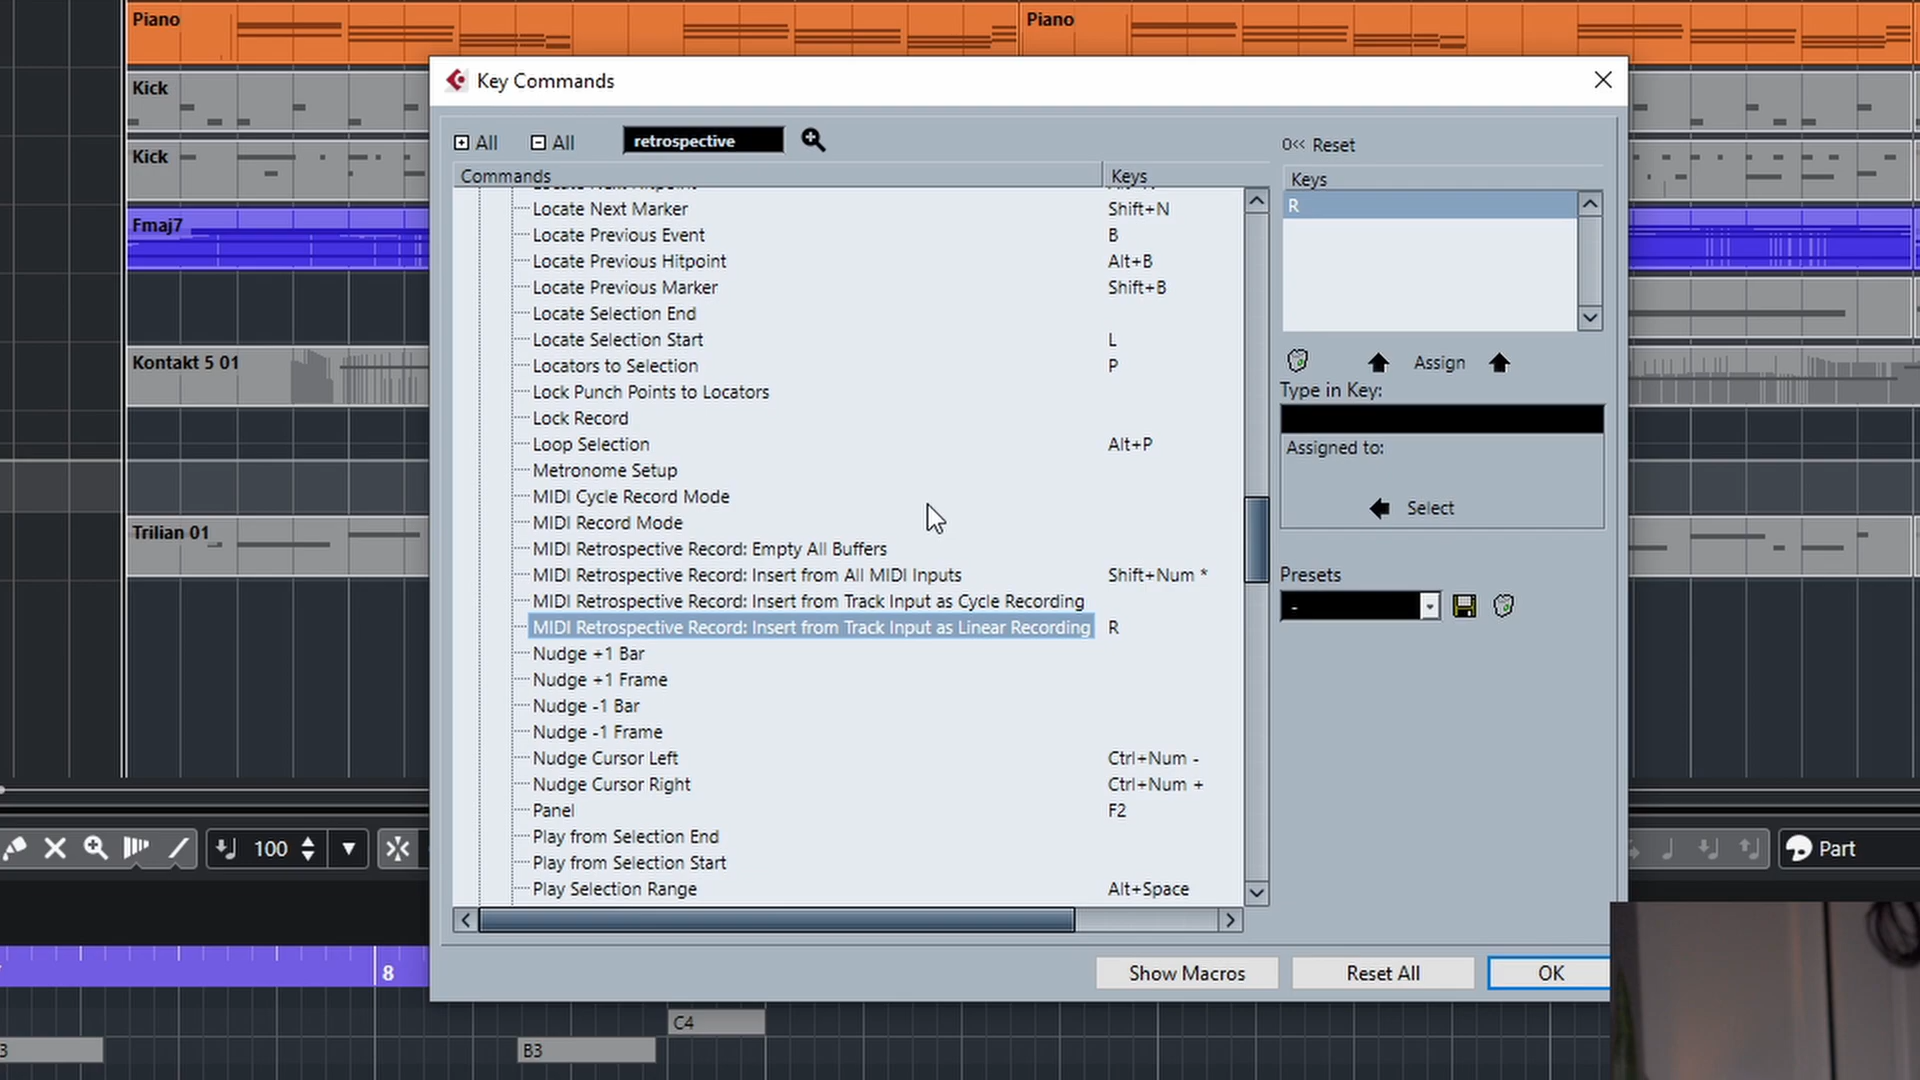 Piano
Piano
Kick
Kick
Fmaj7
Kontakt 5 01
Trilian 01
Key Commands
All
All
retrospective
0<< Reset
Commands
Keys
Keys
R
Locate Next Hitpoint
Locate Next Marker Shift+N
Locate Previous Event B
Locate Previous Hitpoint Alt+B
Locate Previous Marker Shift+B
Locate Selection End
Locate Selection Start L
Locators to Selection P
Lock Punch Points to Locators
Lock Record
Loop Selection Alt+P
Metronome Setup
MIDI Cycle Record Mode
MIDI Record Mode
MIDI Retrospective Record: Empty All Buffers
MIDI Retrospective Record: Insert from All MIDI Inputs Shift+Num *
MIDI Retrospective Record: Insert from Track Input as Cycle Recording
MIDI Retrospective Record: Insert from Track Input as Linear Recording R
Nudge +1 Bar
Nudge +1 Frame
Nudge -1 Bar
Nudge -1 Frame
Nudge Cursor Left Ctrl+Num -
Nudge Cursor Right Ctrl+Num +
Panel F2
Play from Selection End
Play from Selection Start
Play Selection Range Alt+Space
Assign
Type in Key:
Assigned to:
Select
Presets
-
Show Macros
Reset All
OK
100
Part
8
C4
3
B3